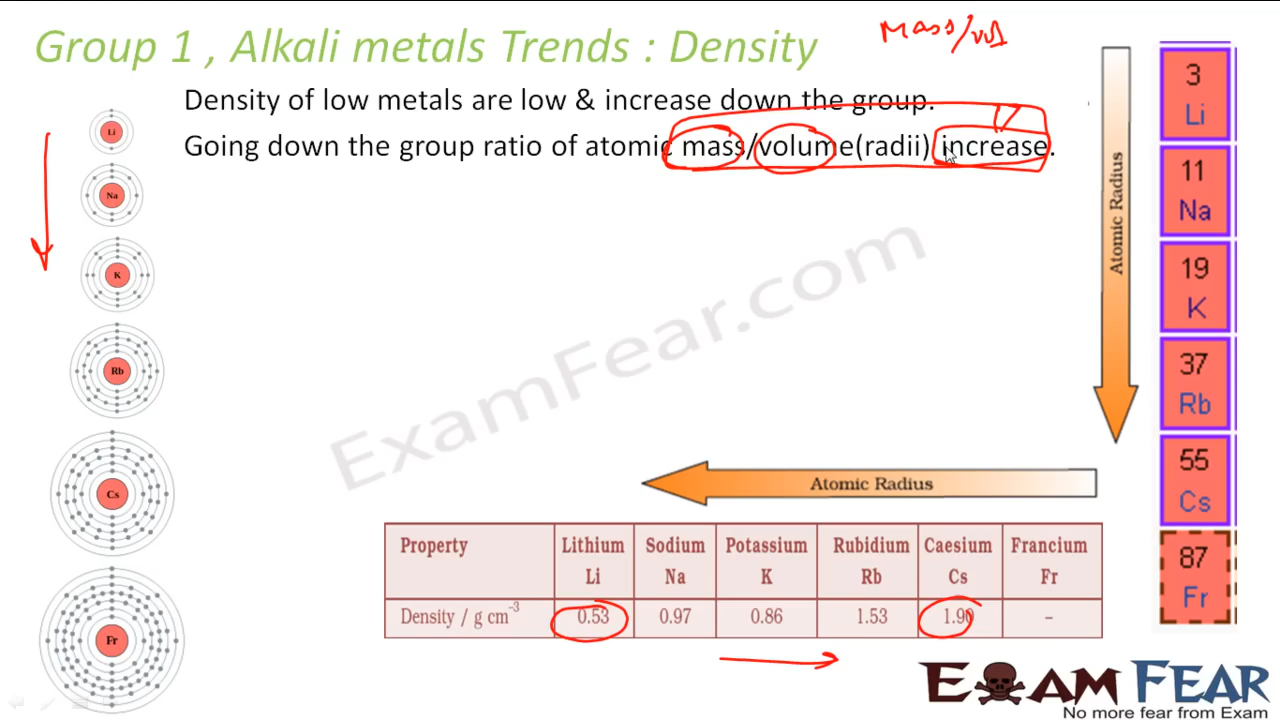 Group 1 , Alkali metals Trends : Density
Mass/vol
Density of low metals are low & increase down the group.
Going down the group ratio of atomic mass/volume(radii) increase.
Li
Na
K
Rb
Cs
Fr
ExamFear.com
Atomic Radius
3
Li
11
Na
19
K
37
Rb
55
Cs
87
Fr
Atomic Radius
Property Lithium Li Sodium Na Potassium K Rubidium Rb Caesium Cs Francium Fr
Density / g cm⁻³ 0.53 0.97 0.86 1.53 1.90 –
EXAM FEAR
No more fear from Exam